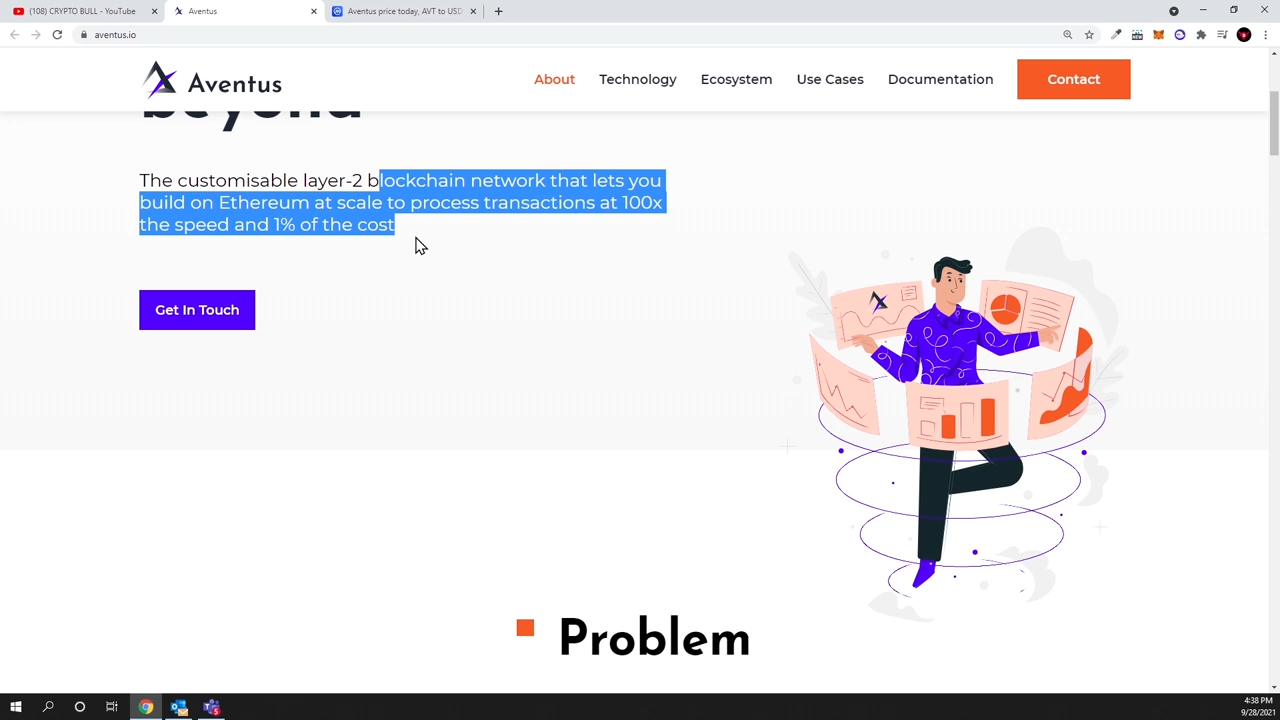 (108) CRYPTO BULL - YouTube
Aventus
Aventus price today, AVT to USD
aventus.io
Aventus
About
Technology
Ecosystem
Use Cases
Documentation
Contact
beyond
The customisable layer-2 blockchain network that lets you
build on Ethereum at scale to process transactions at 100x
the speed and 1% of the cost
Get In Touch
Problem
4:38 PM
9/28/2021